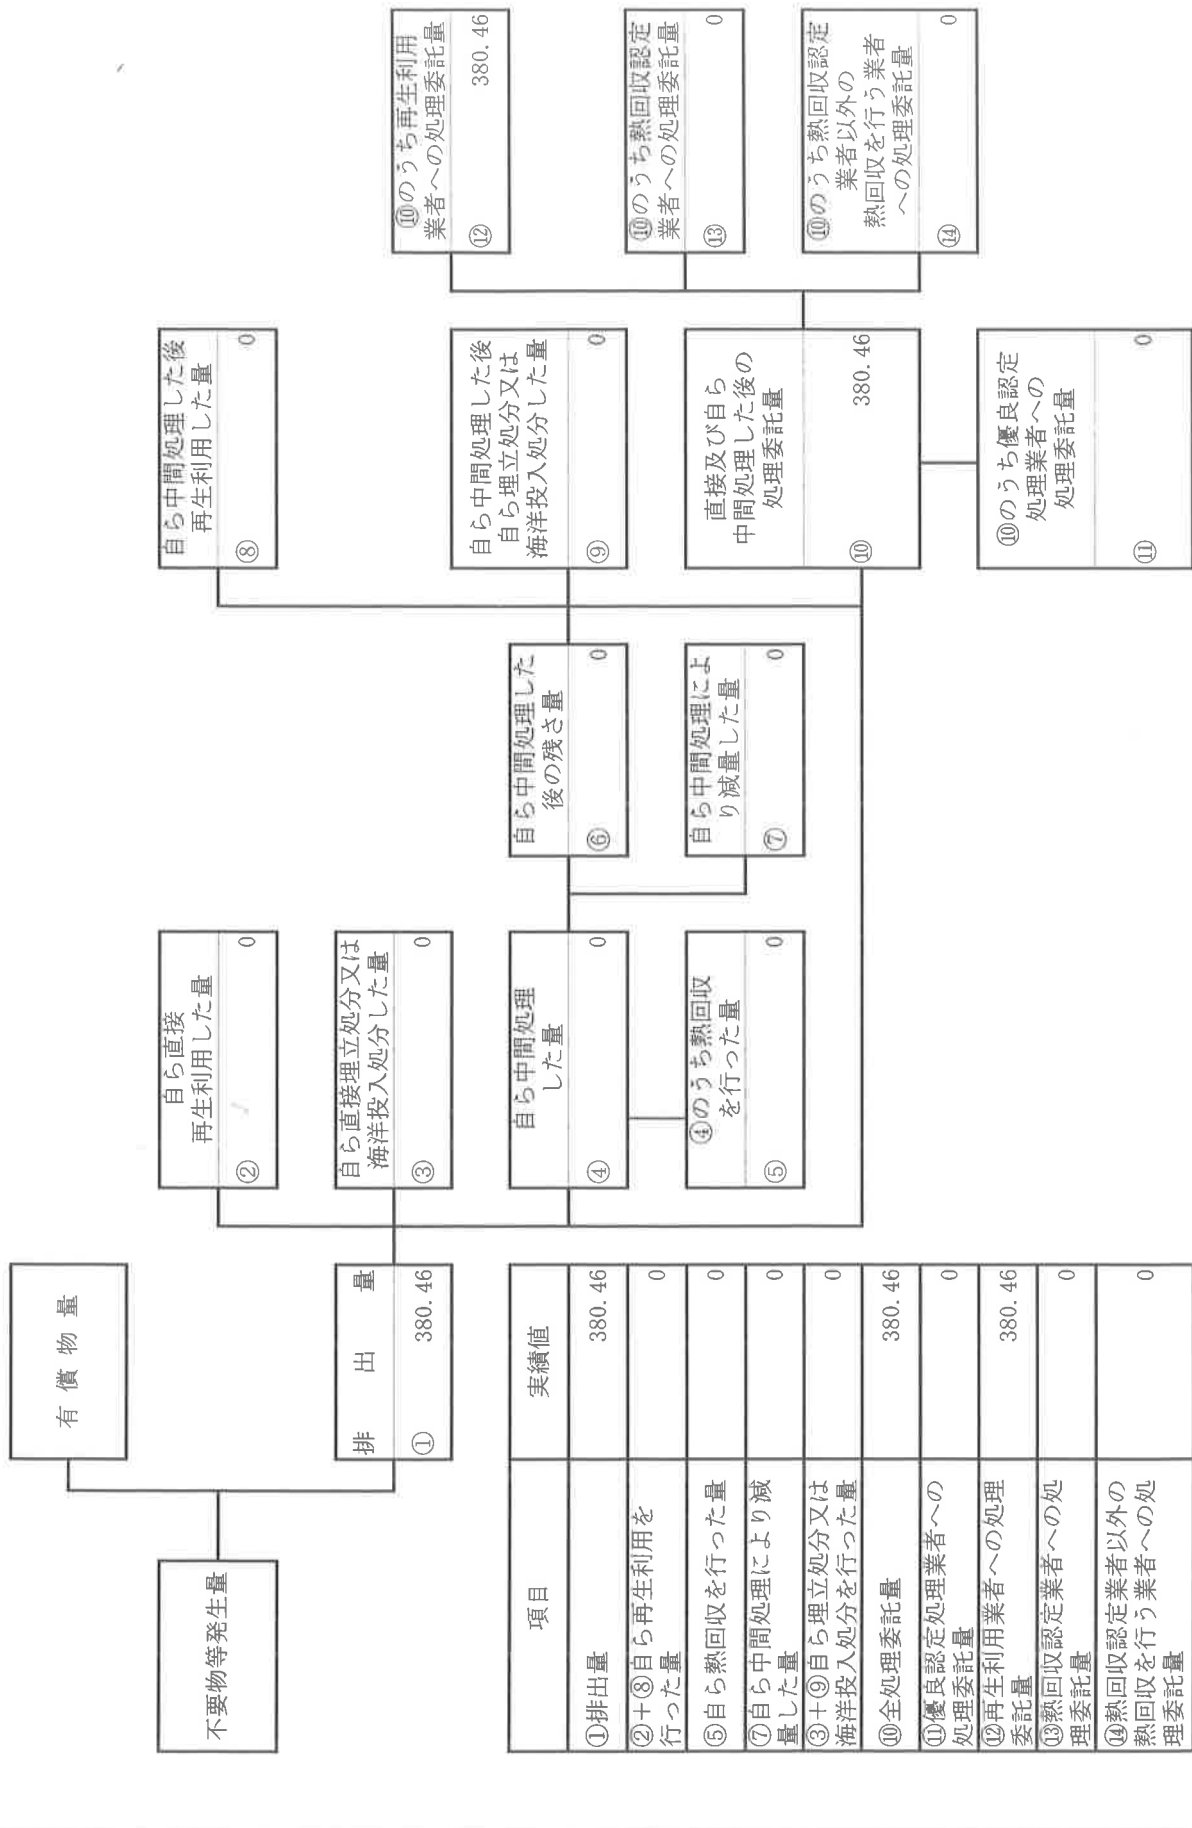 有 償 物 量
不要物等発生量
排 出 量
① 380.46
自ら直接
再生利用した量
② 0
自ら直接埋立処分又は
海洋投入処分した量
③ 0
自ら中間処理
した量
④ 0
④のうち熱回収
を行った量
⑤ 0
自ら中間処理した
後の残さ量
⑥ 0
自ら中間処理によ
り減量した量
⑦ 0
自ら中間処理した後
再生利用した量
⑧ 0
自ら中間処理した後
自ら埋立処分又は
海洋投入処分した量
⑨ 0
直接及び自ら
中間処理した後の
処理委託量
⑩ 380.46
⑩のうち優良認定
処理業者への
処理委託量
⑪ 0
⑩のうち再生利用
業者への処理委託量
⑫ 380.46
⑩のうち熱回収認定
業者への処理委託量
⑬ 0
⑩のうち熱回収認定
業者以外の
熱回収を行う業者
への処理委託量
⑭ 0
項目 実績値
①排出量 380.46
②+⑧自ら再生利用を
行った量 0
⑤自ら熱回収を行った量 0
⑦自ら中間処理により減
量した量 0
③+⑨自ら埋立処分又は
海洋投入処分を行った量 0
⑩全処理委託量 380.46
⑪優良認定処理業者への
処理委託量 0
⑫再生利用業者への処理
委託量 380.46
⑬熱回収認定業者への処
理委託量 0
⑭熱回収認定業者以外の
熱回収を行う業者への処
理委託量 0